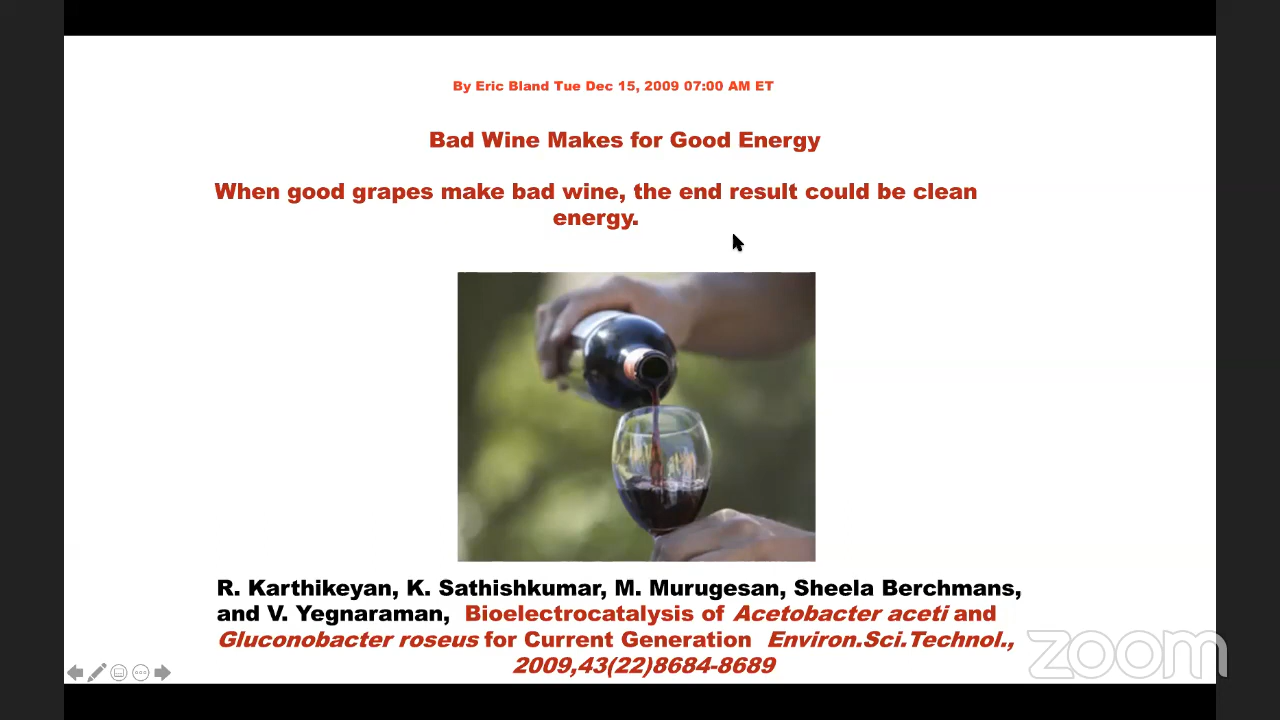 By Eric Bland Tue Dec 15, 2009 07:00 AM ET
Bad Wine Makes for Good Energy
When good grapes make bad wine, the end result could be clean
energy.
R. Karthikeyan, K. Sathishkumar, M. Murugesan, Sheela Berchmans,
and V. Yegnaraman, Bioelectrocatalysis of Acetobacter aceti and
Gluconobacter roseus for Current Generation Environ.Sci.Technol.,
2009,43(22)8684-8689
zoom